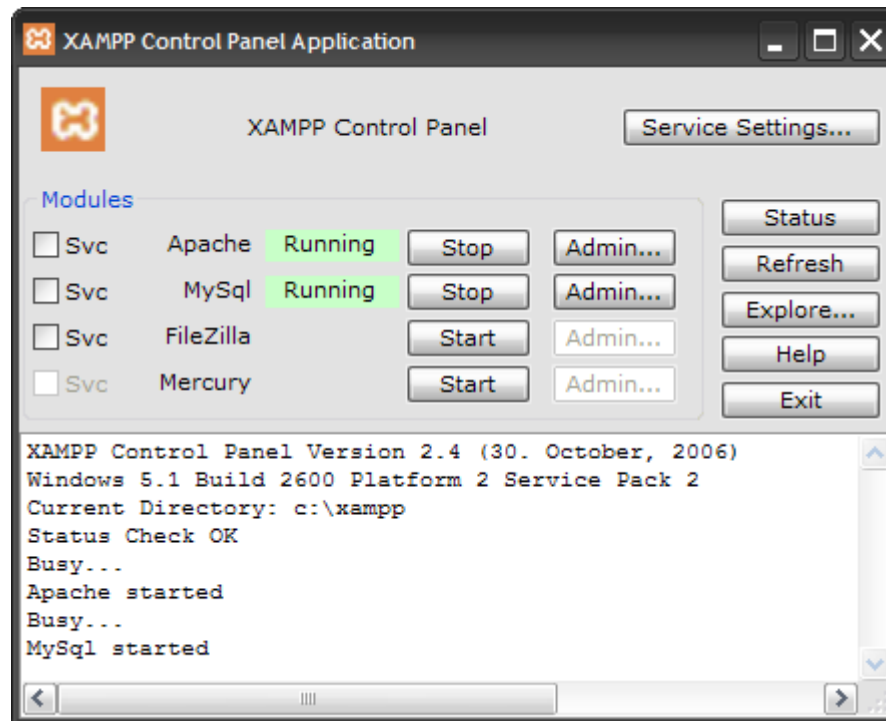 XAMPP Control Panel Application
XAMPP Control Panel
Service Settings...
Modules
Svc Apache Running Stop Admin...
Svc MySql Running Stop Admin...
Svc FileZilla Start Admin...
Svc Mercury Start Admin...
Status
Refresh
Explore...
Help
Exit
XAMPP Control Panel Version 2.4 (30. October, 2006)
Windows 5.1 Build 2600 Platform 2 Service Pack 2
Current Directory: c:\xampp
Status Check OK
Busy...
Apache started
Busy...
MySql started